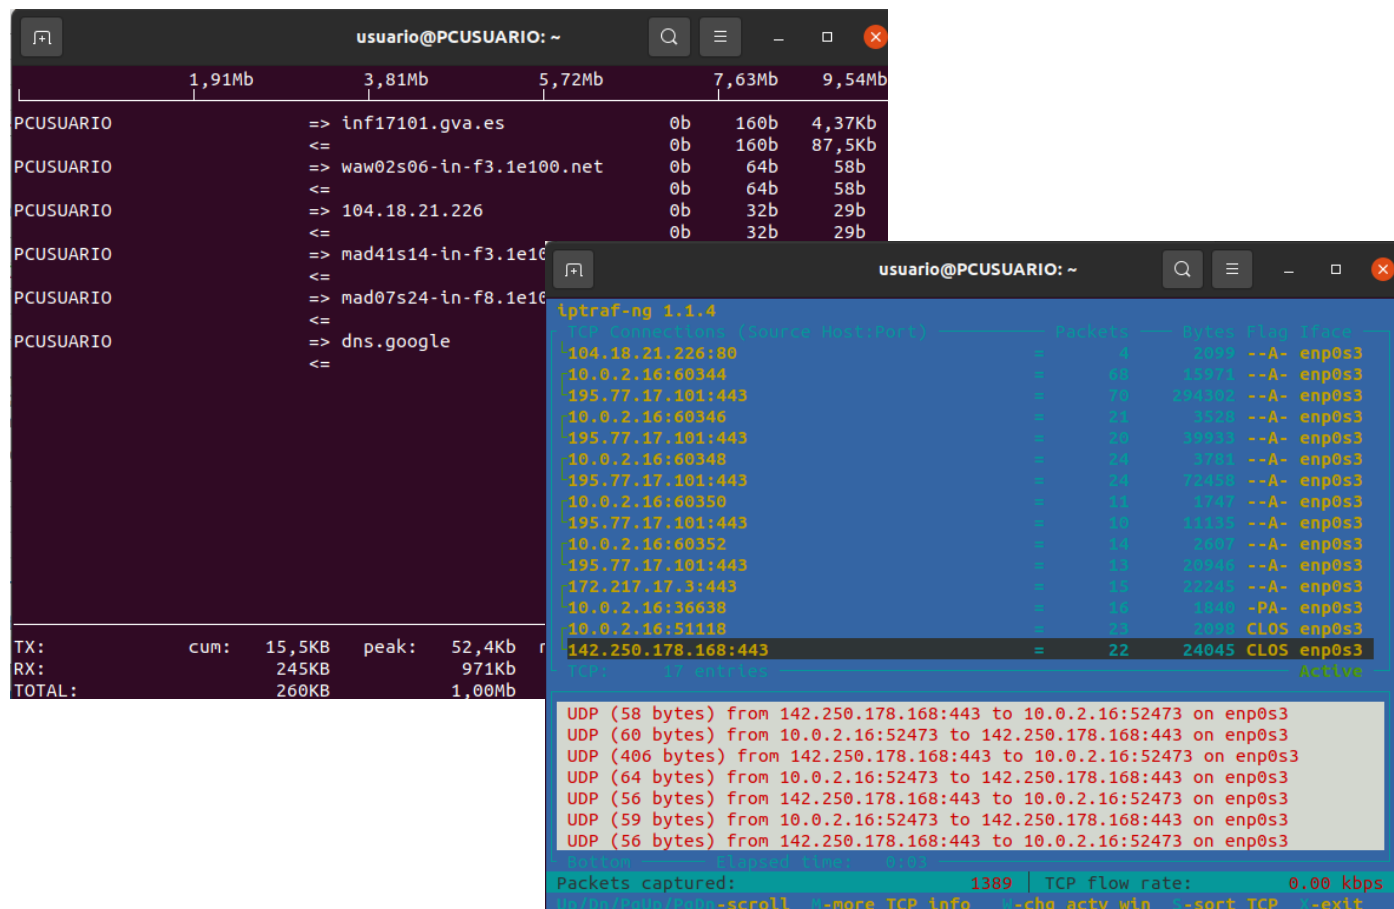 usuario@PCUSUARIO: ~
1,91Mb 3,81Mb 5,72Mb 7,63Mb 9,54Mb
PCUSUARIO => inf17101.gva.es 0b 160b 4,37Kb
<= 0b 160b 87,5Kb
PCUSUARIO => waw02s06-in-f3.1e100.net 0b 64b 58b
<= 0b 64b 58b
PCUSUARIO => 104.18.21.226 0b 32b 29b
<= 0b 32b 29b
PCUSUARIO => mad41s14-in-f3.1e10
<=
PCUSUARIO => mad07s24-in-f8.1e10
<=
PCUSUARIO => dns.google
<=
TX: cum: 15,5KB peak: 52,4Kb
RX: 245KB 971Kb
TOTAL: 260KB 1,00Mb
usuario@PCUSUARIO: ~
iptraf-ng 1.1.4
TCP Connections (Source Host:Port) Packets Bytes Flag Iface
104.18.21.226:80 = 4 2099 --A- enp0s3
10.0.2.16:60344 = 68 15971 --A- enp0s3
195.77.17.101:443 = 70 294302 --A- enp0s3
10.0.2.16:60346 = 21 3528 --A- enp0s3
195.77.17.101:443 = 20 39933 --A- enp0s3
10.0.2.16:60348 = 24 3781 --A- enp0s3
195.77.17.101:443 = 24 72458 --A- enp0s3
10.0.2.16:60350 = 11 1747 --A- enp0s3
195.77.17.101:443 = 10 11135 --A- enp0s3
10.0.2.16:60352 = 14 2607 --A- enp0s3
195.77.17.101:443 = 13 20946 --A- enp0s3
172.217.17.3:443 = 15 22245 --A- enp0s3
10.0.2.16:36638 = 16 1840 -PA- enp0s3
10.0.2.16:51118 = 23 2098 CLOS enp0s3
142.250.178.168:443 = 22 24045 CLOS enp0s3
TCP: 17 entries Active
UDP (58 bytes) from 142.250.178.168:443 to 10.0.2.16:52473 on enp0s3
UDP (60 bytes) from 10.0.2.16:52473 to 142.250.178.168:443 on enp0s3
UDP (406 bytes) from 142.250.178.168:443 to 10.0.2.16:52473 on enp0s3
UDP (64 bytes) from 10.0.2.16:52473 to 142.250.178.168:443 on enp0s3
UDP (56 bytes) from 142.250.178.168:443 to 10.0.2.16:52473 on enp0s3
UDP (59 bytes) from 10.0.2.16:52473 to 142.250.178.168:443 on enp0s3
UDP (56 bytes) from 142.250.178.168:443 to 10.0.2.16:52473 on enp0s3
Bottom Elapsed time: 0:03
Packets captured: 1389 TCP flow rate: 0.00 kbps
Up/Dn/PgUp/PgDn-scroll M-more TCP info W-chg actv win S-sort TCP X-exit